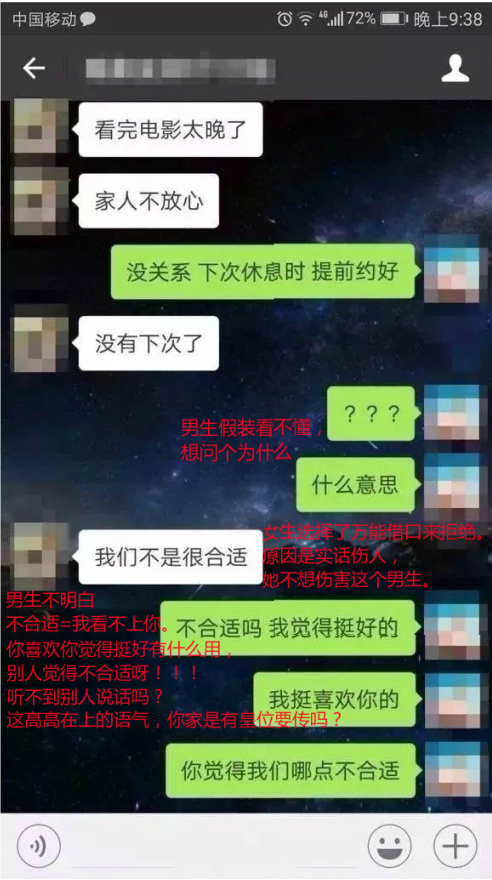 中国移动 4G 72% 晚上9:38
看完电影太晚了
家人不放心
没关系 下次休息时 提前约好
没有下次了
？？？
男生假装看不懂，
想问个为什么
什么意思
女生选择了万能借口来拒绝。
原因是实话伤人，
她不想伤害这个男生。
我们不是很合适
男生不明白
不合适=我看不上你。
不合适吗 我觉得挺好的
你喜欢你觉得挺好有什么用，
别人觉得不合适呀！！！
听不到别人说话吗？
我挺喜欢你的
这高高在上的语气，你家是有皇位要传吗？
你觉得我们哪点不合适